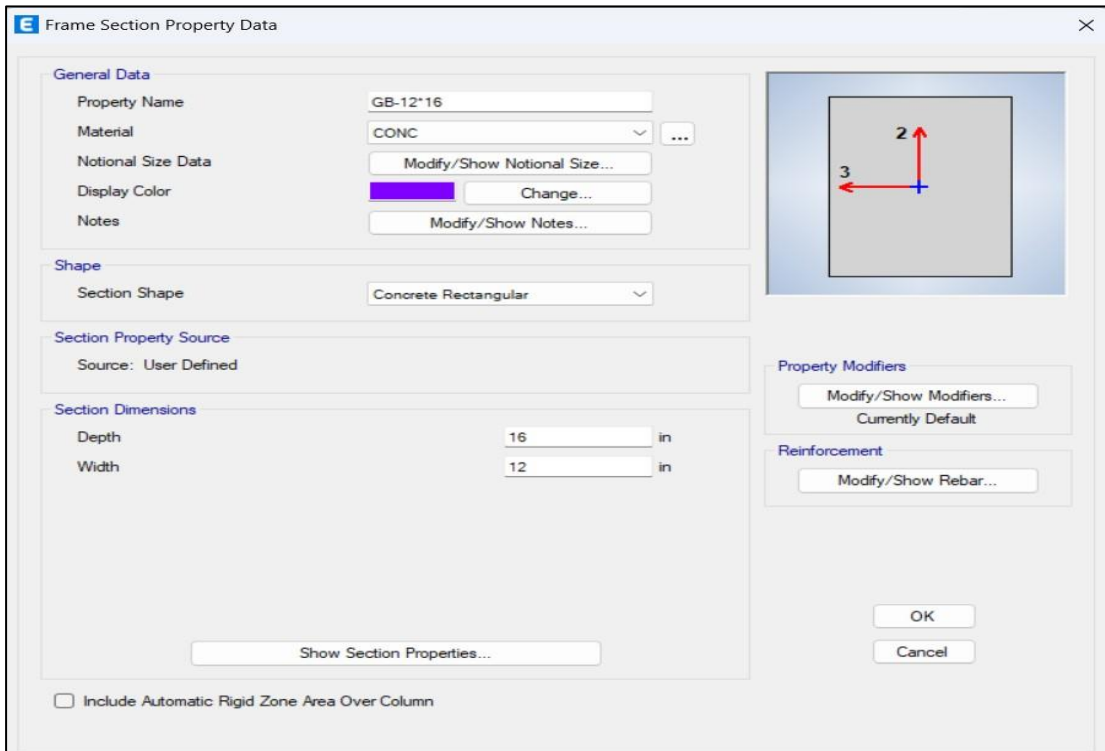 E Frame Section Property Data
General Data
Property Name GB-12*16
Material CONC ...
Notional Size Data Modify/Show Notional Size...
Display Color Change...
Notes Modify/Show Notes...
2
3
Shape
Section Shape Concrete Rectangular
Section Property Source
Source: User Defined
Property Modifiers
Modify/Show Modifiers...
Currently Default
Section Dimensions
Depth 16 in
Width 12 in
Reinforcement
Modify/Show Rebar...
OK
Show Section Properties...
Cancel
Include Automatic Rigid Zone Area Over Column